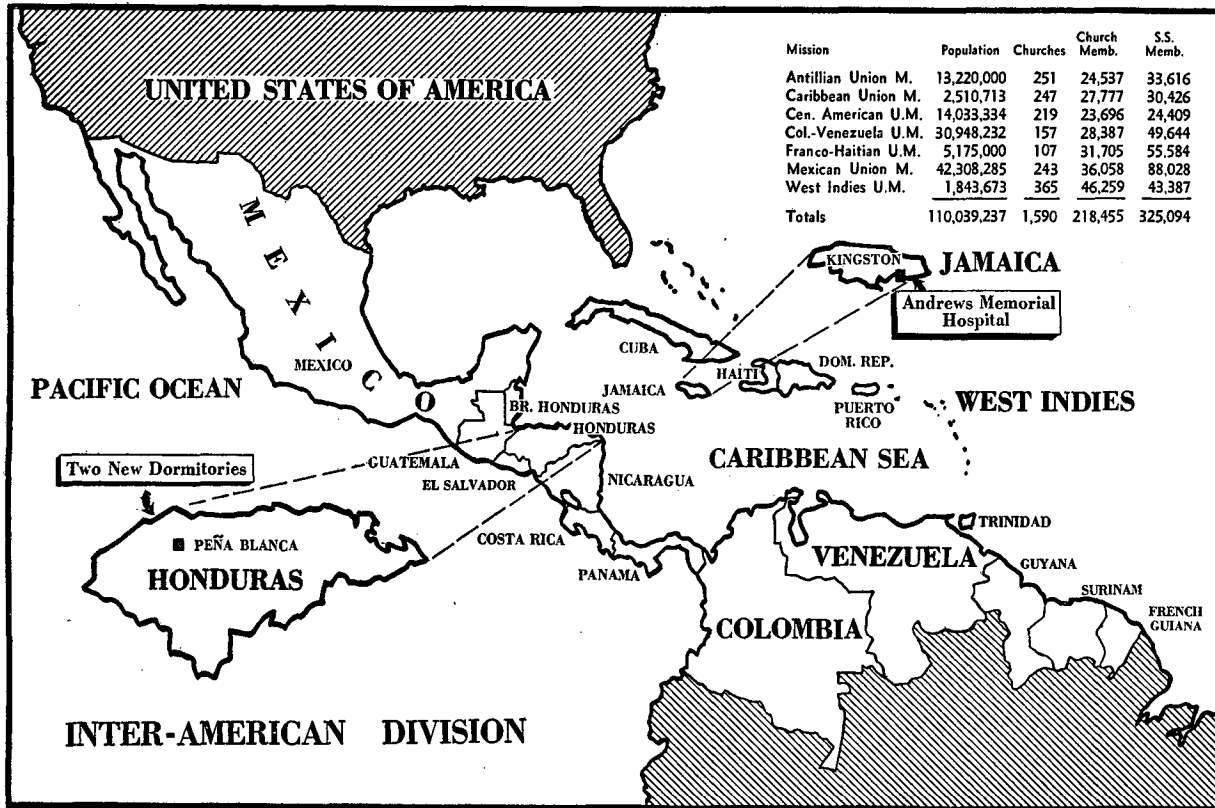 Mission Population Churches Church Memb. S.S. Memb.
Antillian Union M. 13,220,000 251 24,537 33,616
Caribbean Union M. 2,510,713 247 27,777 30,426
Cen. American U.M. 14,033,334 219 23,696 24,409
Col.-Venezuela U.M. 30,948,232 157 28,387 49,644
Franco-Haitian U.M. 5,175,000 107 31,705 55,584
Mexican Union M. 42,308,285 243 36,058 88,028
West Indies U.M. 1,843,673 365 46,259 43,387
Totals 110,039,237 1,590 218,455 325,094
UNITED STATES OF AMERICA
MEXICO
KINGSTON
JAMAICA
Andrews Memorial
Hospital
MEXICO
CUBA
HAITI
DOM. REP.
JAMAICA
PUERTO
RICO
PACIFIC OCEAN
WEST INDIES
BR. HONDURAS
HONDURAS
CARIBBEAN SEA
GUATEMALA
EL SALVADOR
NICARAGUA
Two New Dormitories
COSTA RICA
PANAMA
TRINIDAD
PEÑA BLANCA
HONDURAS
VENEZUELA
GUYANA
SURINAM
FRENCH
GUIANA
COLOMBIA
INTER-AMERICAN DIVISION